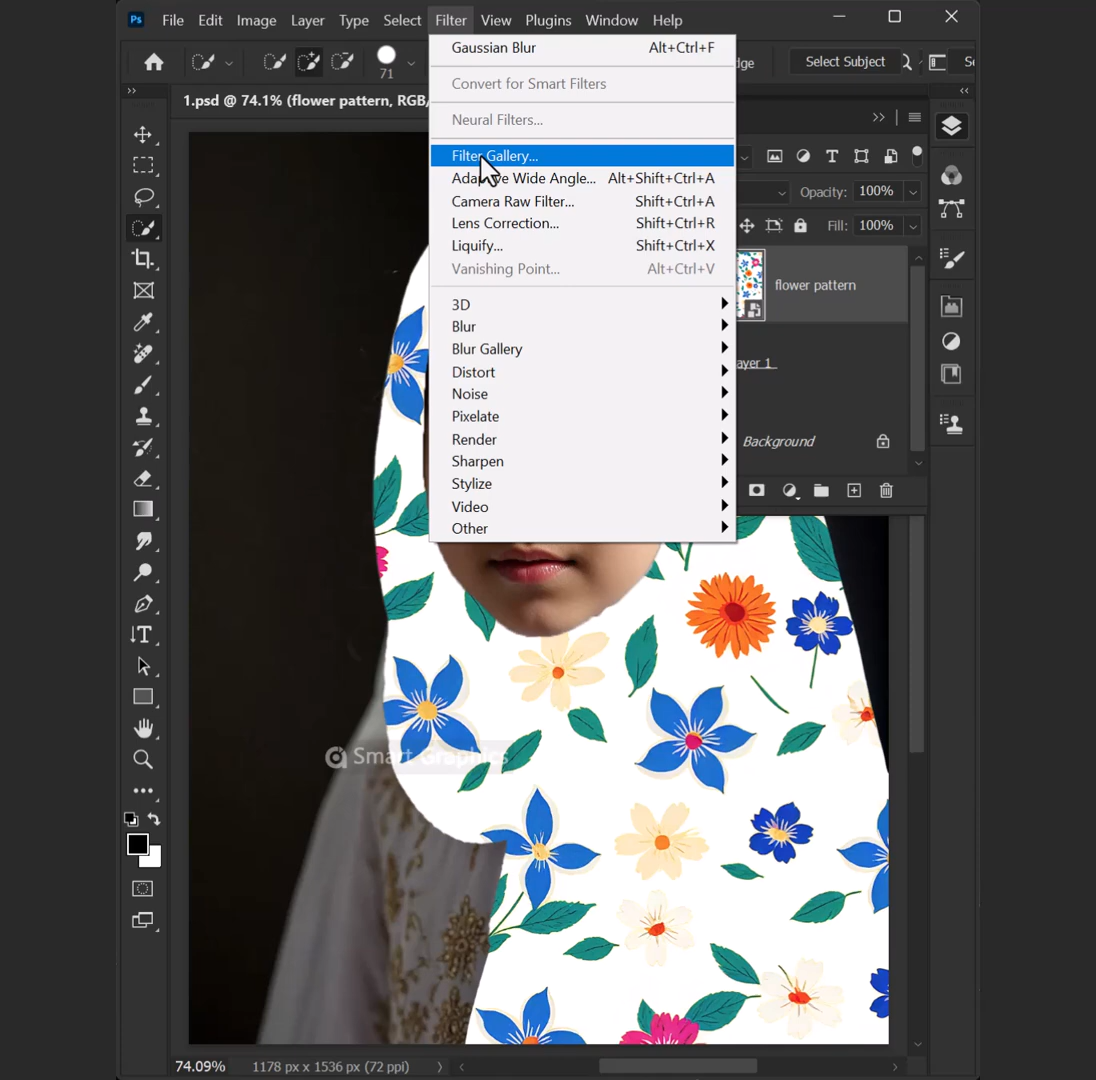 Ps File Edit Image Layer Type Select Filter View Plugins Window Help
71
Select Subject
1.psd @ 74.1% (flower pattern, RGB/
Gaussian Blur Alt+Ctrl+F
Convert for Smart Filters
Neural Filters...
Filter Gallery...
Adaptive Wide Angle... Alt+Shift+Ctrl+A
Camera Raw Filter... Shift+Ctrl+A
Lens Correction... Shift+Ctrl+R
Liquify... Shift+Ctrl+X
Vanishing Point... Alt+Ctrl+V
3D
Blur
Blur Gallery
Distort
Noise
Pixelate
Render
Sharpen
Stylize
Video
Other
Opacity: 100%
Fill: 100%
flower pattern
ayer 1
Background
Smart Graphics
74.09% 1178 px x 1536 px (72 ppi)